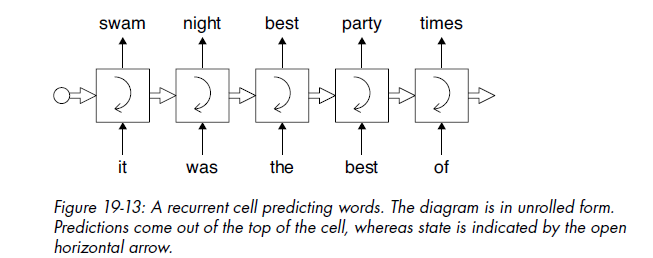 swam night best party times
it was the best of
Figure 19-13: A recurrent cell predicting words. The diagram is in unrolled form.
Predictions come out of the top of the cell, whereas state is indicated by the open
horizontal arrow.